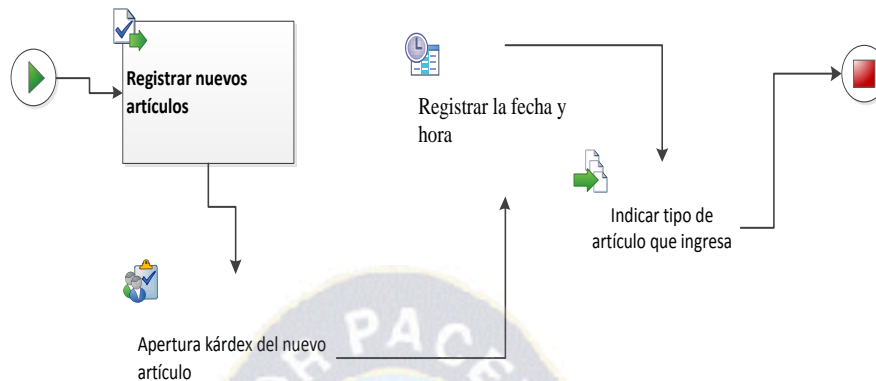 Registrar nuevos
artículos
Registrar la fecha y
hora
Indicar tipo de
artículo que ingresa
Apertura kárdex del nuevo
artículo